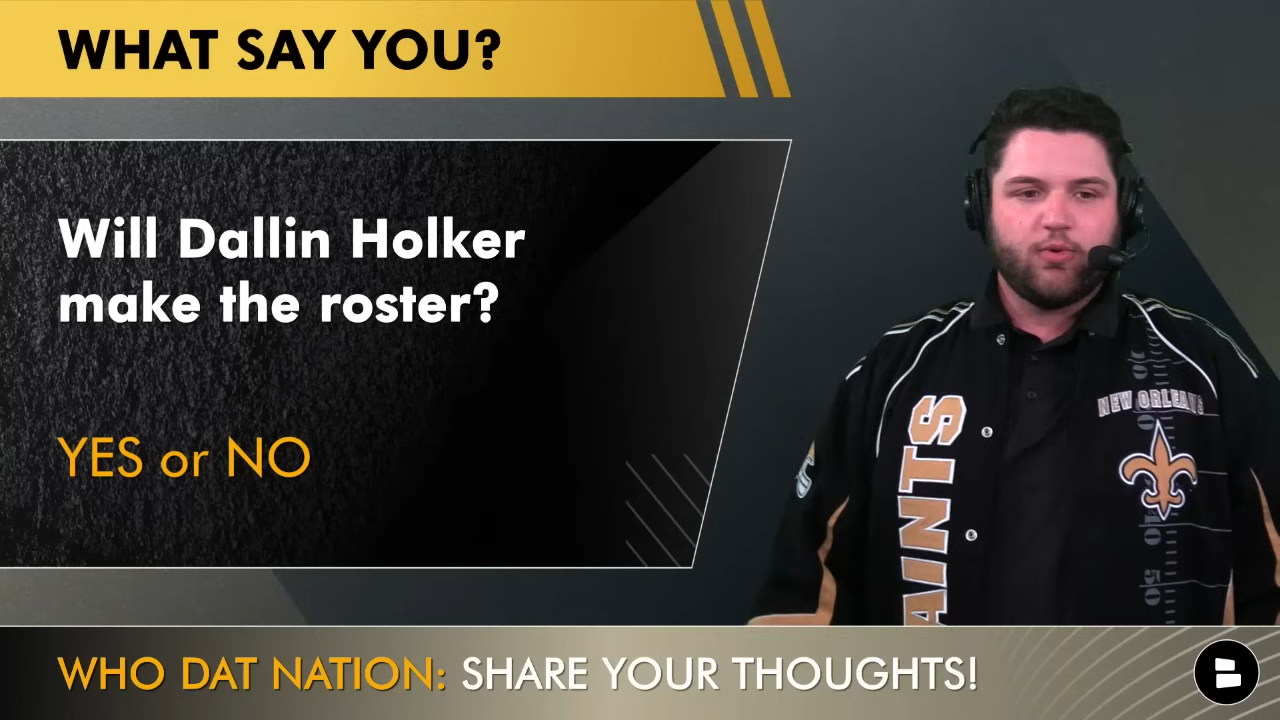 WHAT SAY YOU?
Will Dallin Holker
make the roster?
YES or NO
NEW ORLEANS
AINTS
WHO DAT NATION: SHARE YOUR THOUGHTS!